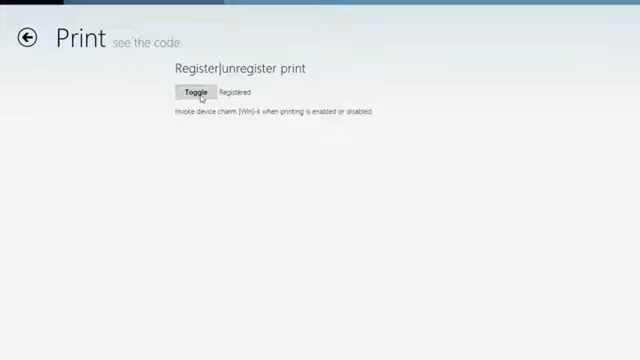 Print see the code
Register|unregister print
Toggle Registered
Invoke device charm [Win]-k when printing is enabled or disabled.